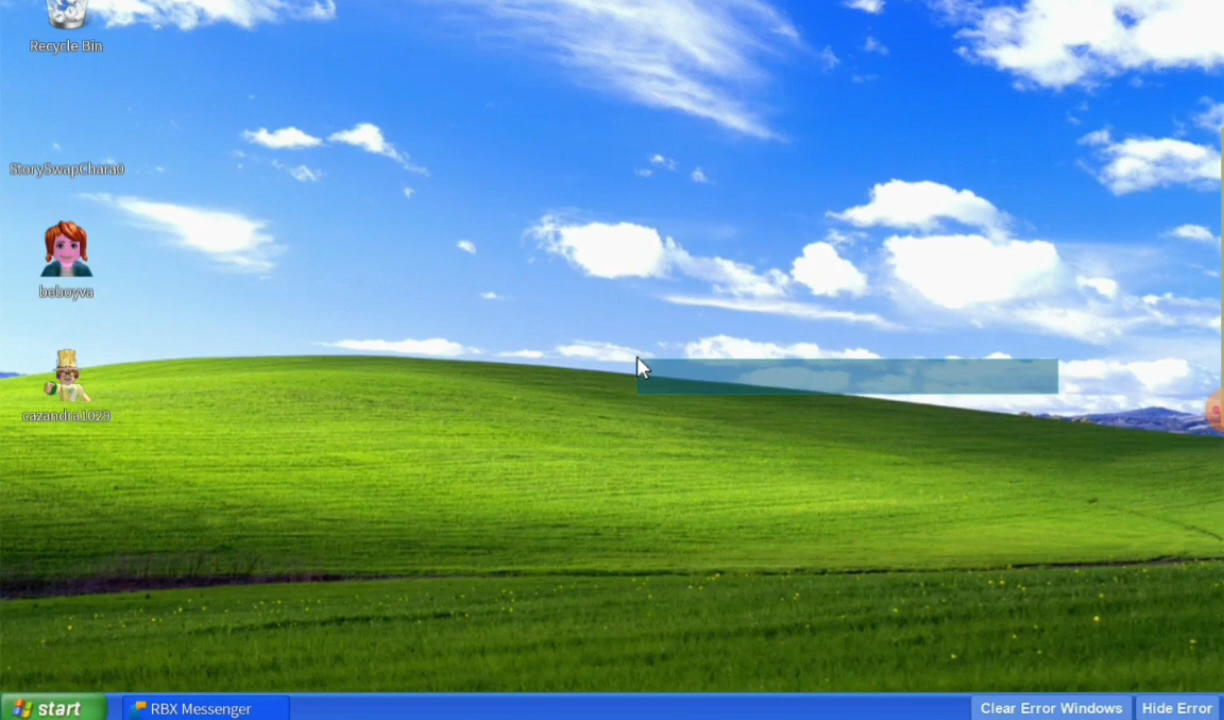 Recycle Bin
StorySwapChara0
beboyva
cazandra1029
start
RBX Messenger
Clear Error Windows
Hide Error